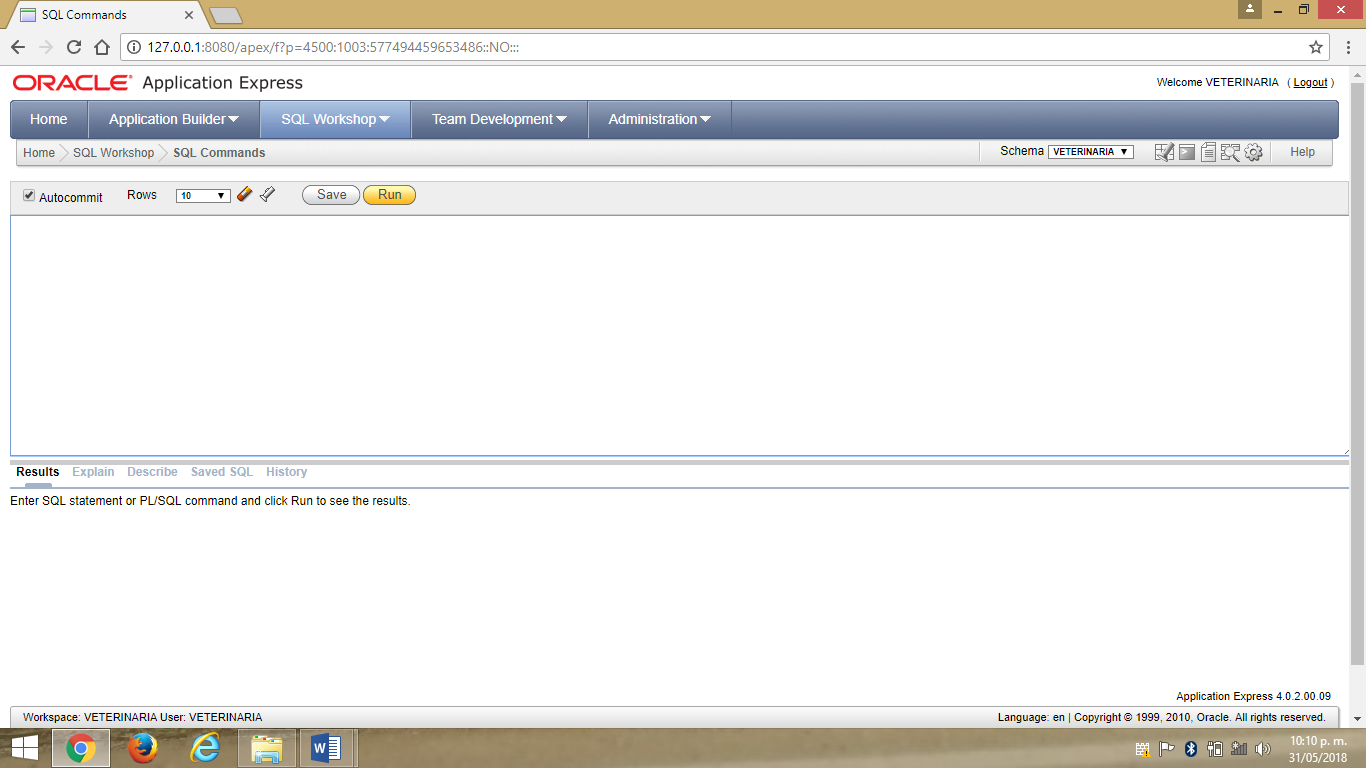 SQL Commands
127.0.0.1:8080/apex/f?p=4500:1003:577494459653486::NO:::
ORACLE® Application Express
Welcome VETERINARIA ( Logout )
Home Application Builder SQL Workshop Team Development Administration
Home SQL Workshop SQL Commands Schema VETERINARIA Help
Autocommit Rows 10 Save Run
Results Explain Describe Saved SQL History
Enter SQL statement or PL/SQL command and click Run to see the results.
Application Express 4.0.2.00.09
Workspace: VETERINARIA User: VETERINARIA Language: en | Copyright © 1999, 2010, Oracle. All rights reserved.
10:10 p. m.
31/05/2018